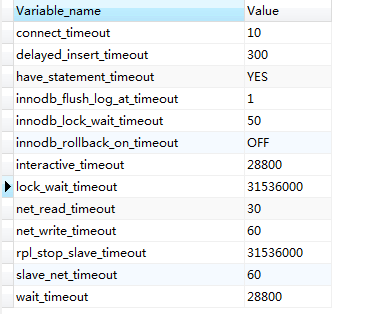 Variable_name Value
connect_timeout 10
delayed_insert_timeout 300
have_statement_timeout YES
innodb_flush_log_at_timeout 1
innodb_lock_wait_timeout 50
innodb_rollback_on_timeout OFF
interactive_timeout 28800
lock_wait_timeout 31536000
net_read_timeout 30
net_write_timeout 60
rpl_stop_slave_timeout 31536000
slave_net_timeout 60
wait_timeout 28800